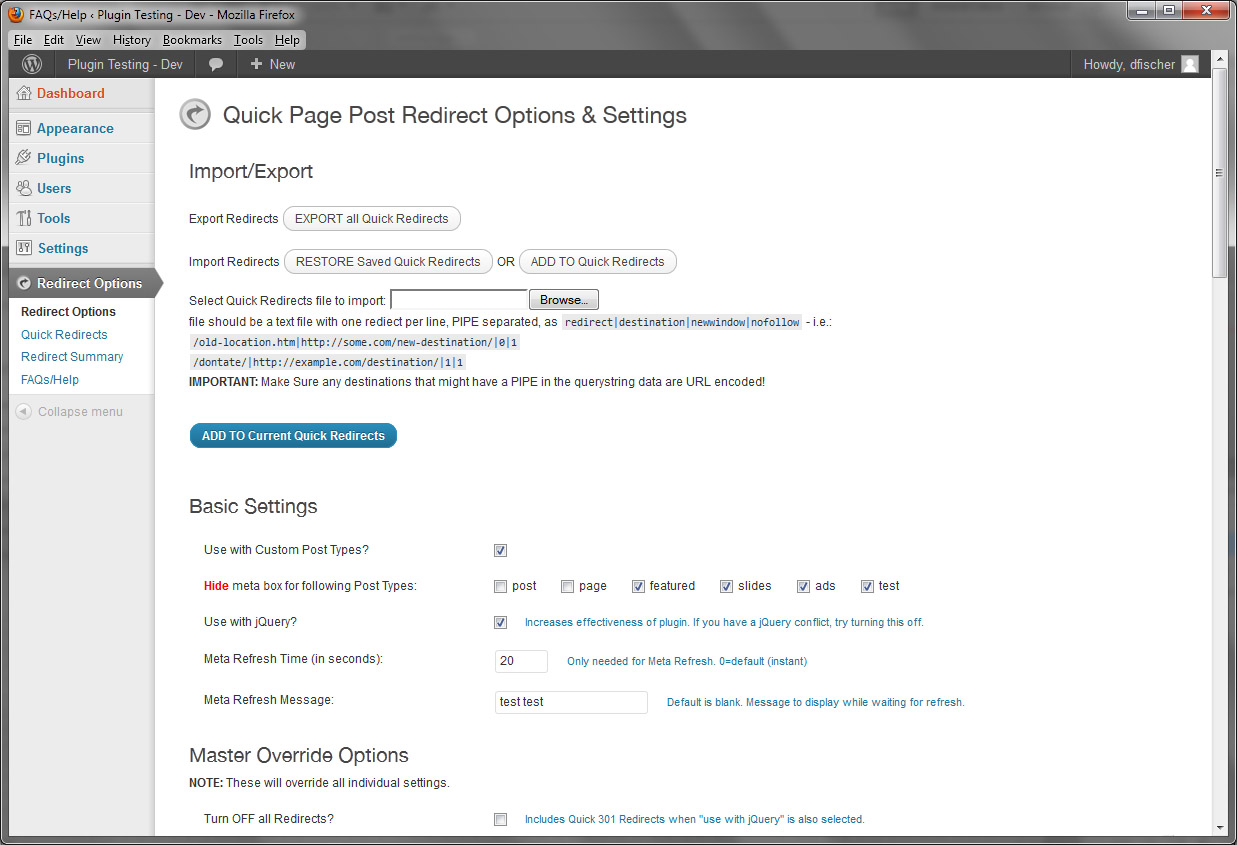 FAQs/Help ‹ Plugin Testing - Dev - Mozilla Firefox
File Edit View History Bookmarks Tools Help
Plugin Testing - Dev + New Howdy, dfischer
Dashboard
Appearance
Plugins
Users
Tools
Settings
Redirect Options
Redirect Options
Quick Redirects
Redirect Summary
FAQs/Help
Collapse menu
Quick Page Post Redirect Options & Settings
Import/Export
Export Redirects EXPORT all Quick Redirects
Import Redirects RESTORE Saved Quick Redirects OR ADD TO Quick Redirects
Select Quick Redirects file to import: Browse...
file should be a text file with one rediect per line, PIPE separated, as redirect|destination|newwindow|nofollow - i.e.:
/old-location.htm|http://some.com/new-destination/|0|1
/dontate/|http://example.com/destination/|1|1
IMPORTANT: Make Sure any destinations that might have a PIPE in the querystring data are URL encoded!
ADD TO Current Quick Redirects
Basic Settings
Use with Custom Post Types?
Hide meta box for following Post Types: post page featured slides ads test
Use with jQuery? Increases effectiveness of plugin. If you have a jQuery conflict, try turning this off.
Meta Refresh Time (in seconds): 20 Only needed for Meta Refresh. 0=default (instant)
Meta Refresh Message: test test Default is blank. Message to display while waiting for refresh.
Master Override Options
NOTE: These will override all individual settings.
Turn OFF all Redirects? Includes Quick 301 Redirects when "use with jQuery" is also selected.